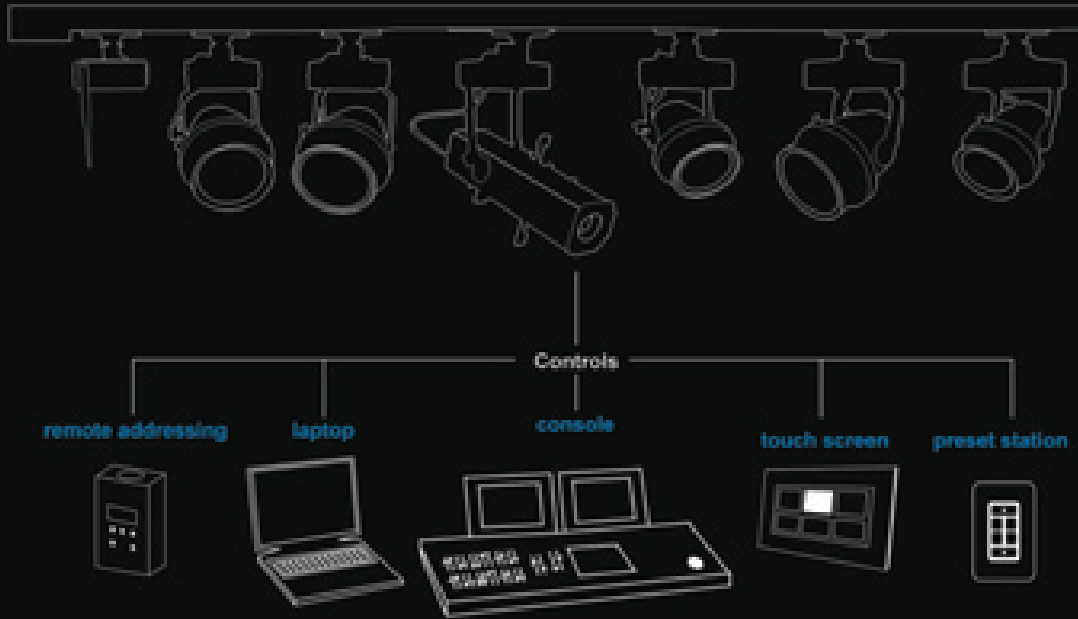 Controls
remote addressing
laptop
console
touch screen
preset station